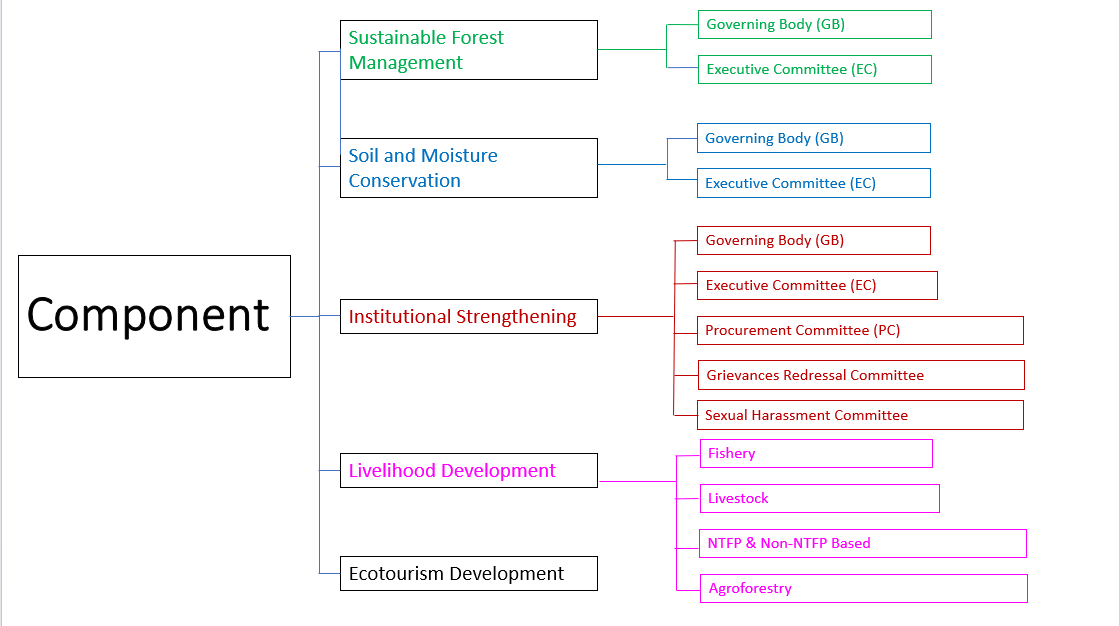 Component
Sustainable Forest
Management
Governing Body (GB)
Executive Committee (EC)
Soil and Moisture
Conservation
Governing Body (GB)
Executive Committee (EC)
Institutional Strengthening
Governing Body (GB)
Executive Committee (EC)
Procurement Committee (PC)
Grievances Redressal Committee
Sexual Harassment Committee
Livelihood Development
Fishery
Livestock
NTFP & Non-NTFP Based
Agroforestry
Ecotourism Development